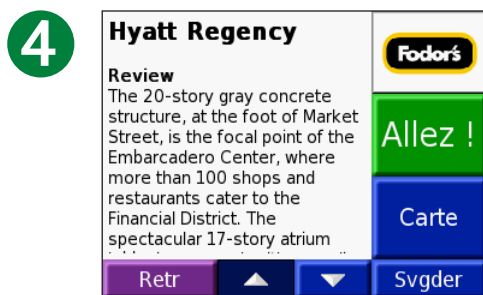 4
Hyatt Regency
Fodor's
Review
The 20-story gray concrete
structure, at the foot of Market
Street, is the focal point of the
Embarcadero Center, where
more than 100 shops and
restaurants cater to the
Financial District. The
spectacular 17-story atrium
Allez !
Carte
Retr
Svgder